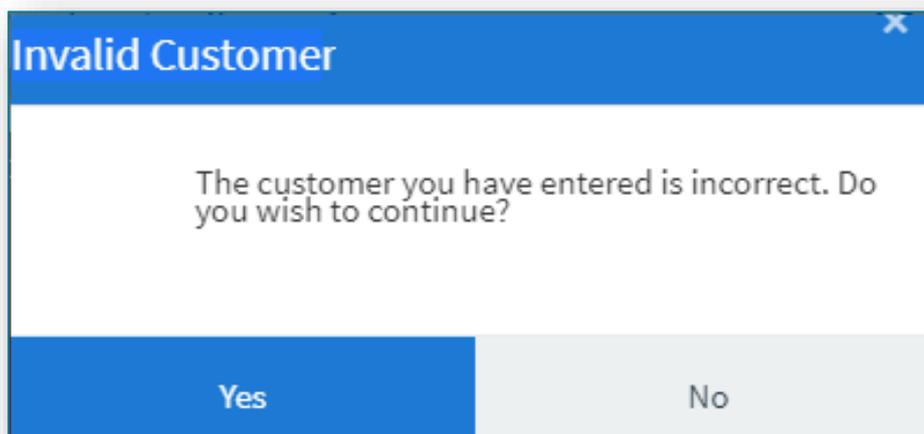 Invalid Customer
The customer you have entered is incorrect. Do
you wish to continue?
Yes
No